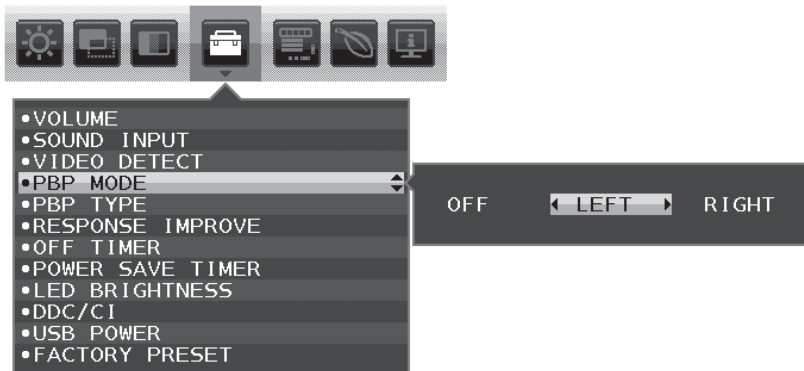 •VOLUME
•SOUND INPUT
•VIDEO DETECT
•PBP MODE
OFF LEFT RIGHT
•PBP TYPE
•RESPONSE IMPROVE
•OFF TIMER
•POWER SAVE TIMER
•LED BRIGHTNESS
•DDC/CI
•USB POWER
•FACTORY PRESET